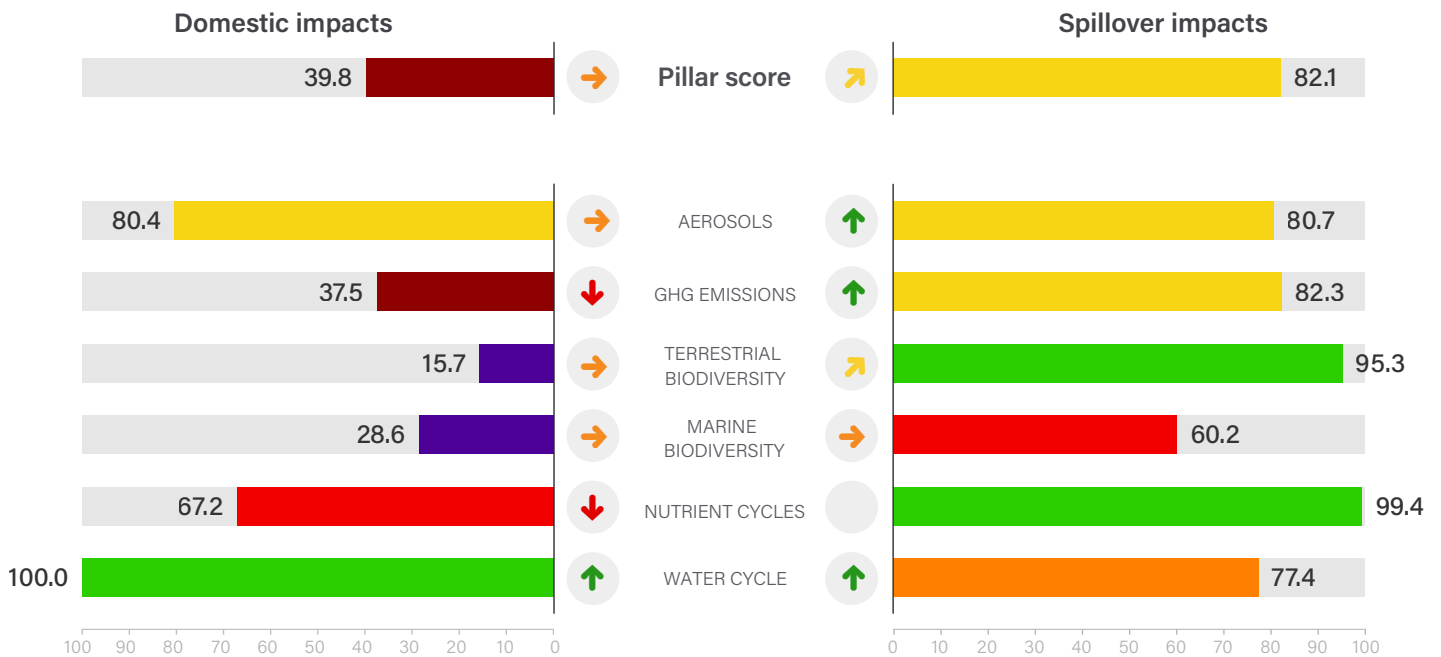 Domestic impacts
Spillover impacts
39.8
Pillar score
82.1
80.4
AEROSOLS
80.7
37.5
GHG EMISSIONS
82.3
15.7
TERRESTRIAL
BIODIVERSITY
95.3
28.6
MARINE
BIODIVERSITY
60.2
67.2
NUTRIENT CYCLES
99.4
100.0
WATER CYCLE
77.4
100 90 80 70 60 50 40 30 20 10 0
0 10 20 30 40 50 60 70 80 90 100